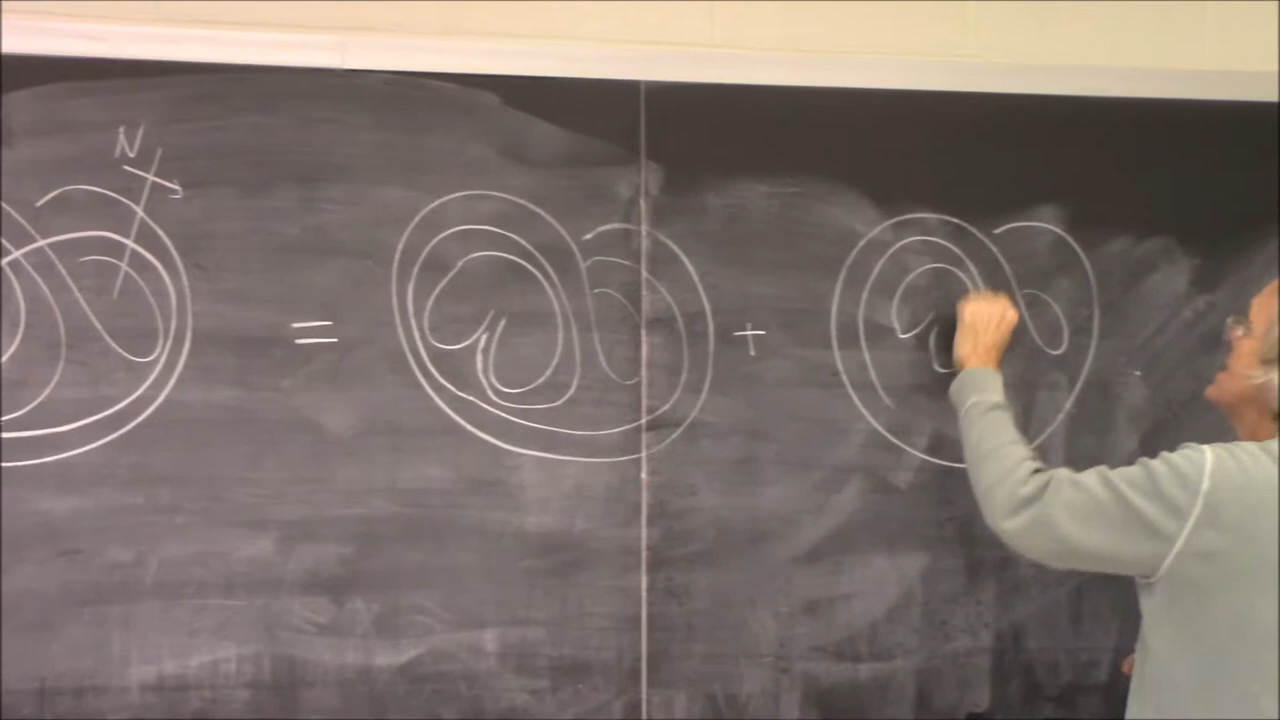 N
= +